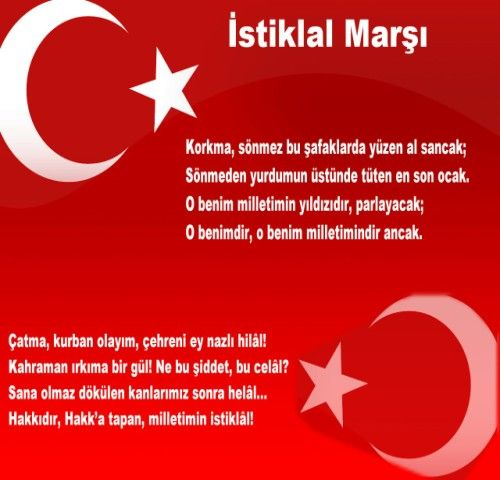 İstiklal Marşı
Korkma, sönmez bu şafaklarda yüzen al sancak;
Sönmeden yurdumun üstünde tüten en son ocak.
O benim milletimin yıldızıdır, parlayacak;
O benimdir, o benim milletimindir ancak.
Çatma, kurban olayım, çehreni ey nazlı hilâl!
Kahraman ırkıma bir gül! Ne bu şiddet, bu celâl?
Sana olmaz dökülen kanlarımız sonra helâl...
Hakkıdır, Hakk'a tapan, milletimin istiklâl!